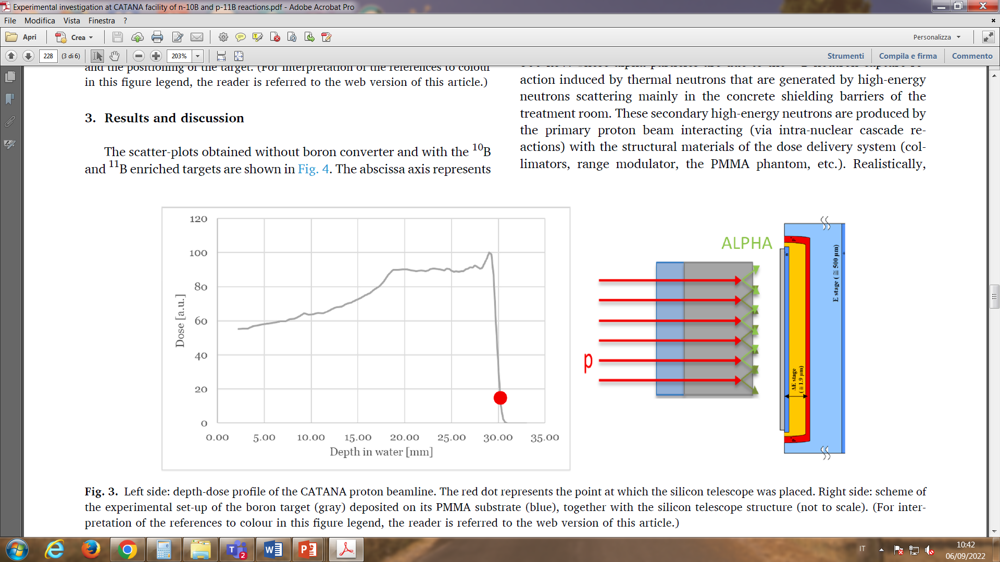 Experimental investigation at CATANA facility of n-10B and p-11B reactions.pdf - Adobe Acrobat Pro
File Modifica Vista Finestra ?
Apri Crea Personalizza
228 (3 di 6) 203% Strumenti Compila e firma Commento
and the positioning of the target. (For interpretation of the references to colour
in this figure legend, the reader is referred to the web version of this article.)
3. Results and discussion
The scatter-plots obtained without boron converter and with the ¹⁰B
and ¹¹B enriched targets are shown in Fig. 4. The abscissa axis represents
action induced by thermal neutrons that are generated by high-energy
neutrons scattering mainly in the concrete shielding barriers of the
treatment room. These secondary high-energy neutrons are produced by
the primary proton beam interacting (via intra-nuclear cascade re-
actions) with the structural materials of the dose delivery system (col-
limators, range modulator, the PMMA phantom, etc.). Realistically,
120
100
80
60
40
20
0
Dose [a.u.]
0.00 5.00 10.00 15.00 20.00 25.00 30.00 35.00
Depth in water [mm]
ALPHA
p
E stage ( ≅ 500 µm)
ΔE stage
( ≅ 1.9 µm)
Fig. 3. Left side: depth-dose profile of the CATANA proton beamline. The red dot represents the point at which the silicon telescope was placed. Right side: scheme of
the experimental set-up of the boron target (gray) deposited on its PMMA substrate (blue), together with the silicon telescope structure (not to scale). (For inter-
pretation of the references to colour in this figure legend, the reader is referred to the web version of this article.)
IT
10:42
06/09/2022